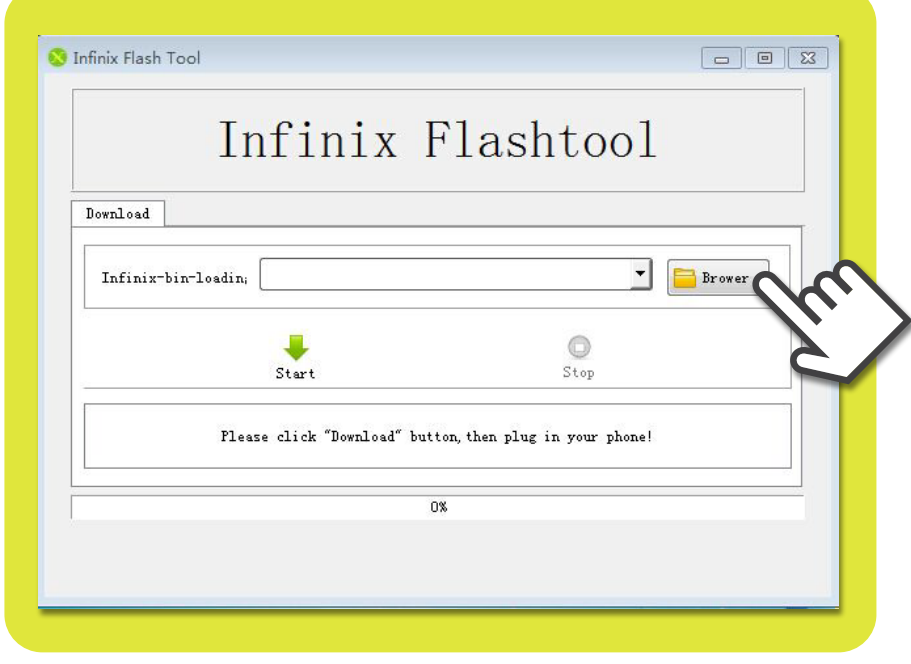 Infinix Flash Tool
Infinix Flashtool
Download
Infinix-bin-loadin;
Brower
Start
Stop
Please click "Download" button, then plug in your phone!
0%